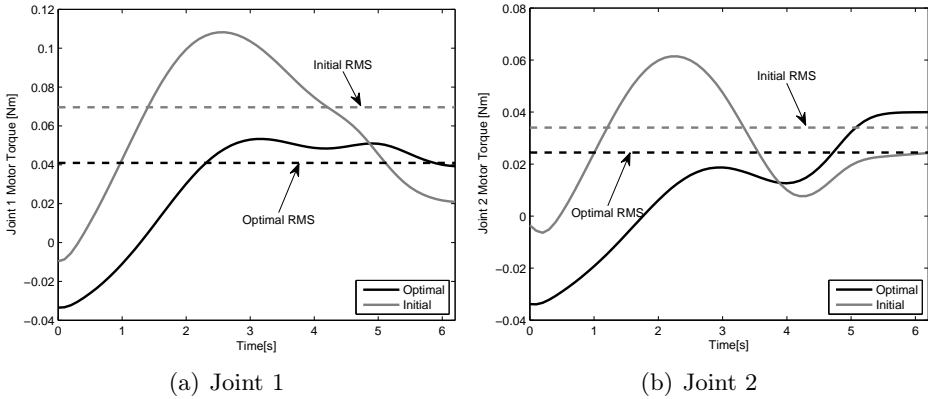 0.12
0.1
0.08
0.06
0.04
0.02
0
−0.02
−0.04
Joint 1 Motor Torque [Nm]
0 1 2 3 4 5 6
Time[s]
Initial RMS
Optimal RMS
Optimal
Initial
(a) Joint 1
0.08
0.06
0.04
0.02
0
−0.02
−0.04
Joint 2 Motor Torque [Nm]
0 1 2 3 4 5 6
Time[s]
Initial RMS
Optimal RMS
Optimal
Initial
(b) Joint 2